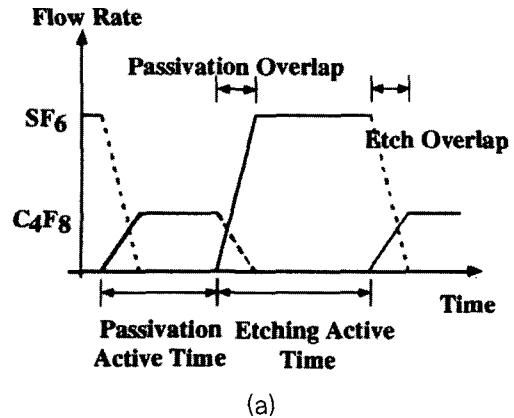 Flow Rate
Passivation Overlap
SF6
Etch Overlap
C4F8
Time
Passivation Active Time
Etching Active Time
(a)